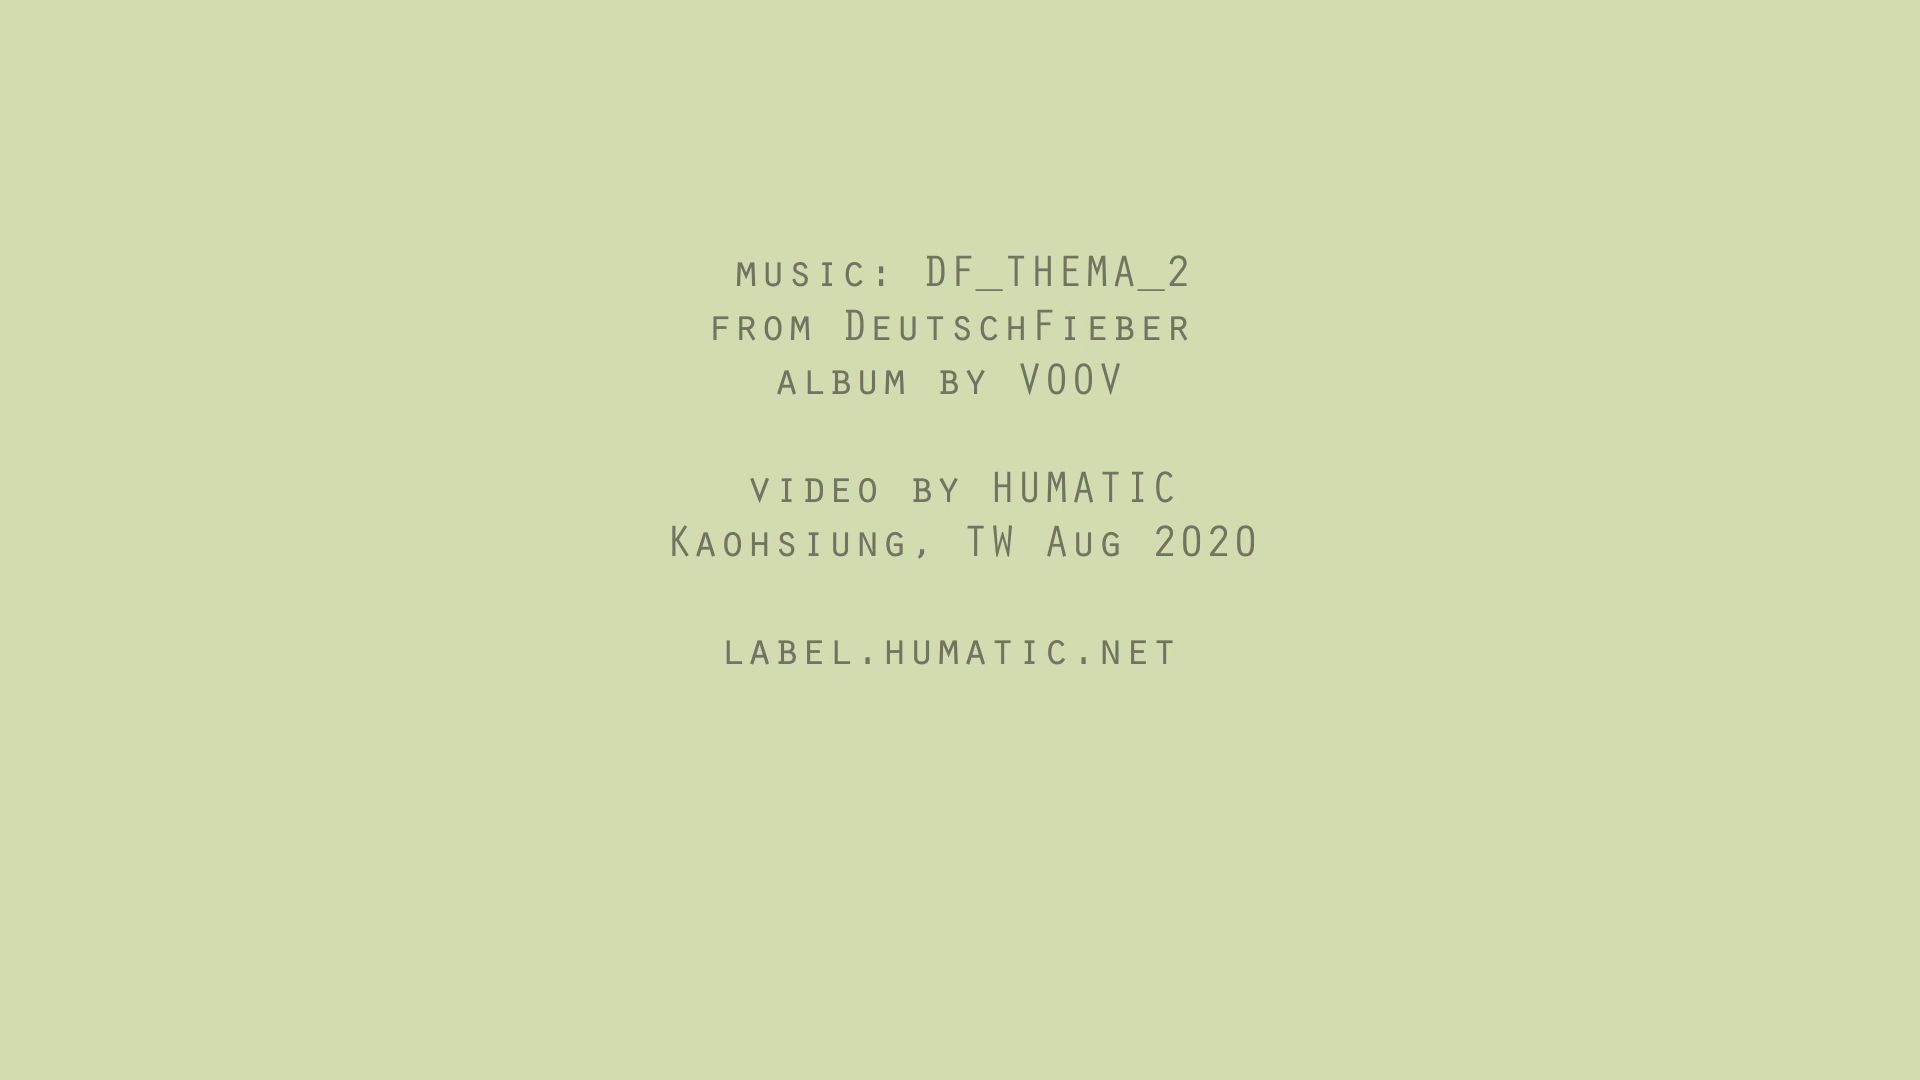 music: DF_THEMA_2
from DeutschFieber
album by VOOV
video by HUMATIC
Kaohsiung, TW Aug 2020
label.humatic.net